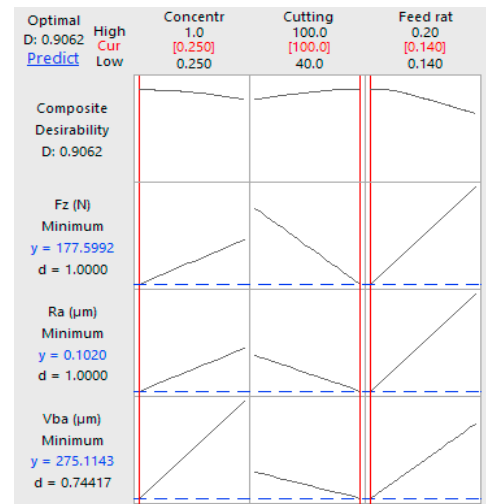 Optimal
D: 0.9062
Predict
High
Cur
Low
Concentr
1.0
[0.250]
0.250
Cutting
100.0
[100.0]
40.0
Feed rat
0.20
[0.140]
0.140
Composite
Desirability
D: 0.9062
Fz (N)
Minimum
y = 177.5992
d = 1.0000
Ra (µm)
Minimum
y = 0.1020
d = 1.0000
Vba (µm)
Minimum
y = 275.1143
d = 0.74417